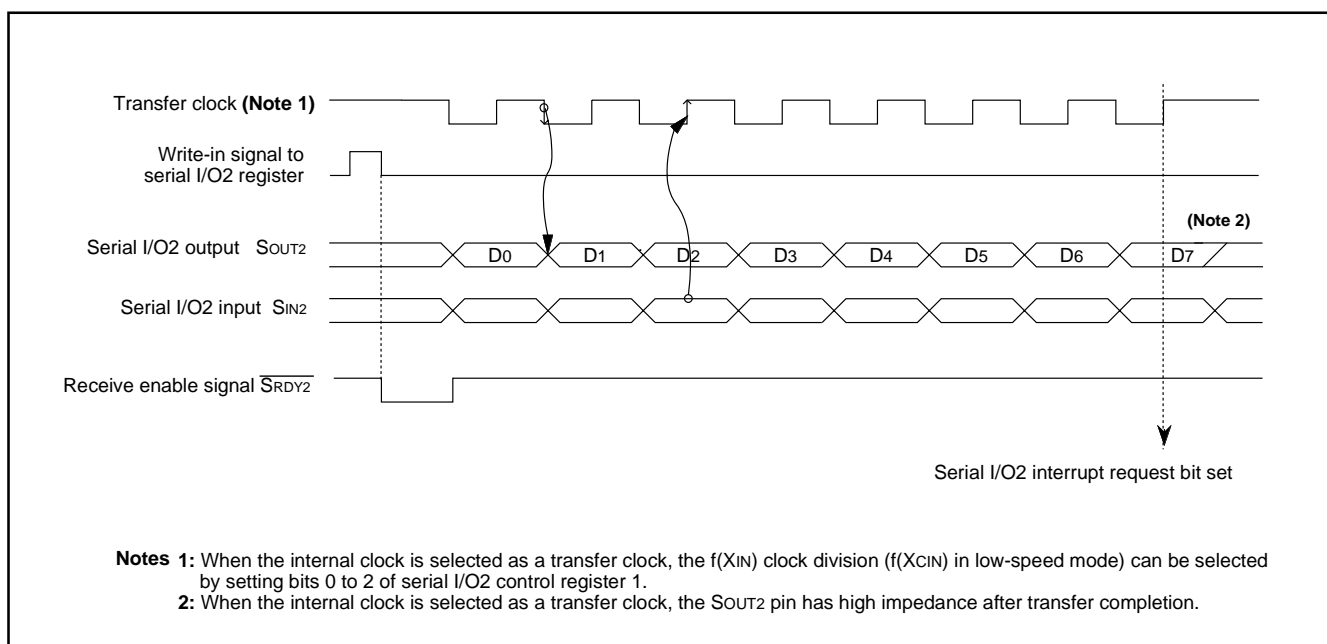 Transfer clock (Note 1)
Write-in signal to
serial I/O2 register
(Note 2)
Serial I/O2 output SOUT2
D0 D1 D2 D3 D4 D5 D6 D7
Serial I/O2 input SIN2
Receive enable signal SRDY2
Serial I/O2 interrupt request bit set
Notes 1: When the internal clock is selected as a transfer clock, the f(XIN) clock division (f(XCIN) in low-speed mode) can be selected
by setting bits 0 to 2 of serial I/O2 control register 1.
2: When the internal clock is selected as a transfer clock, the SOUT2 pin has high impedance after transfer completion.